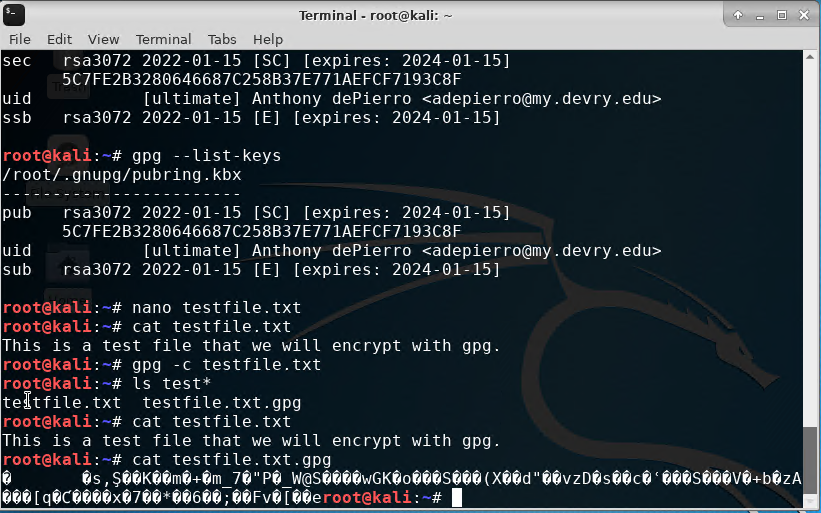 Terminal - root@kali: ~
File Edit View Terminal Tabs Help
sec   rsa3072 2022-01-15 [SC] [expires: 2024-01-15]
      5C7FE2B3280646687C258B37E771AEFCF7193C8F
uid           [ultimate] Anthony dePierro <adepierro@my.devry.edu>
ssb   rsa3072 2022-01-15 [E] [expires: 2024-01-15]
root@kali:~# gpg --list-keys
/root/.gnupg/pubring.kbx
------------------------
pub   rsa3072 2022-01-15 [SC] [expires: 2024-01-15]
      5C7FE2B3280646687C258B37E771AEFCF7193C8F
uid           [ultimate] Anthony dePierro <adepierro@my.devry.edu>
sub   rsa3072 2022-01-15 [E] [expires: 2024-01-15]
root@kali:~# nano testfile.txt
root@kali:~# cat testfile.txt
This is a test file that we will encrypt with gpg.
root@kali:~# gpg -c testfile.txt
root@kali:~# ls test*
testfile.txt  testfile.txt.gpg
root@kali:~# cat testfile.txt
This is a test file that we will encrypt with gpg.
root@kali:~# cat testfile.txt.gpg
�       �s,Ş��K��m�+�m_7�"P�_W@S����wGK�o���S���(X��d"��vzD�s��c�՝���S���V�+b�zA
���[q�C����x�7��*��6��;��Fv�[��eroot@kali:~#